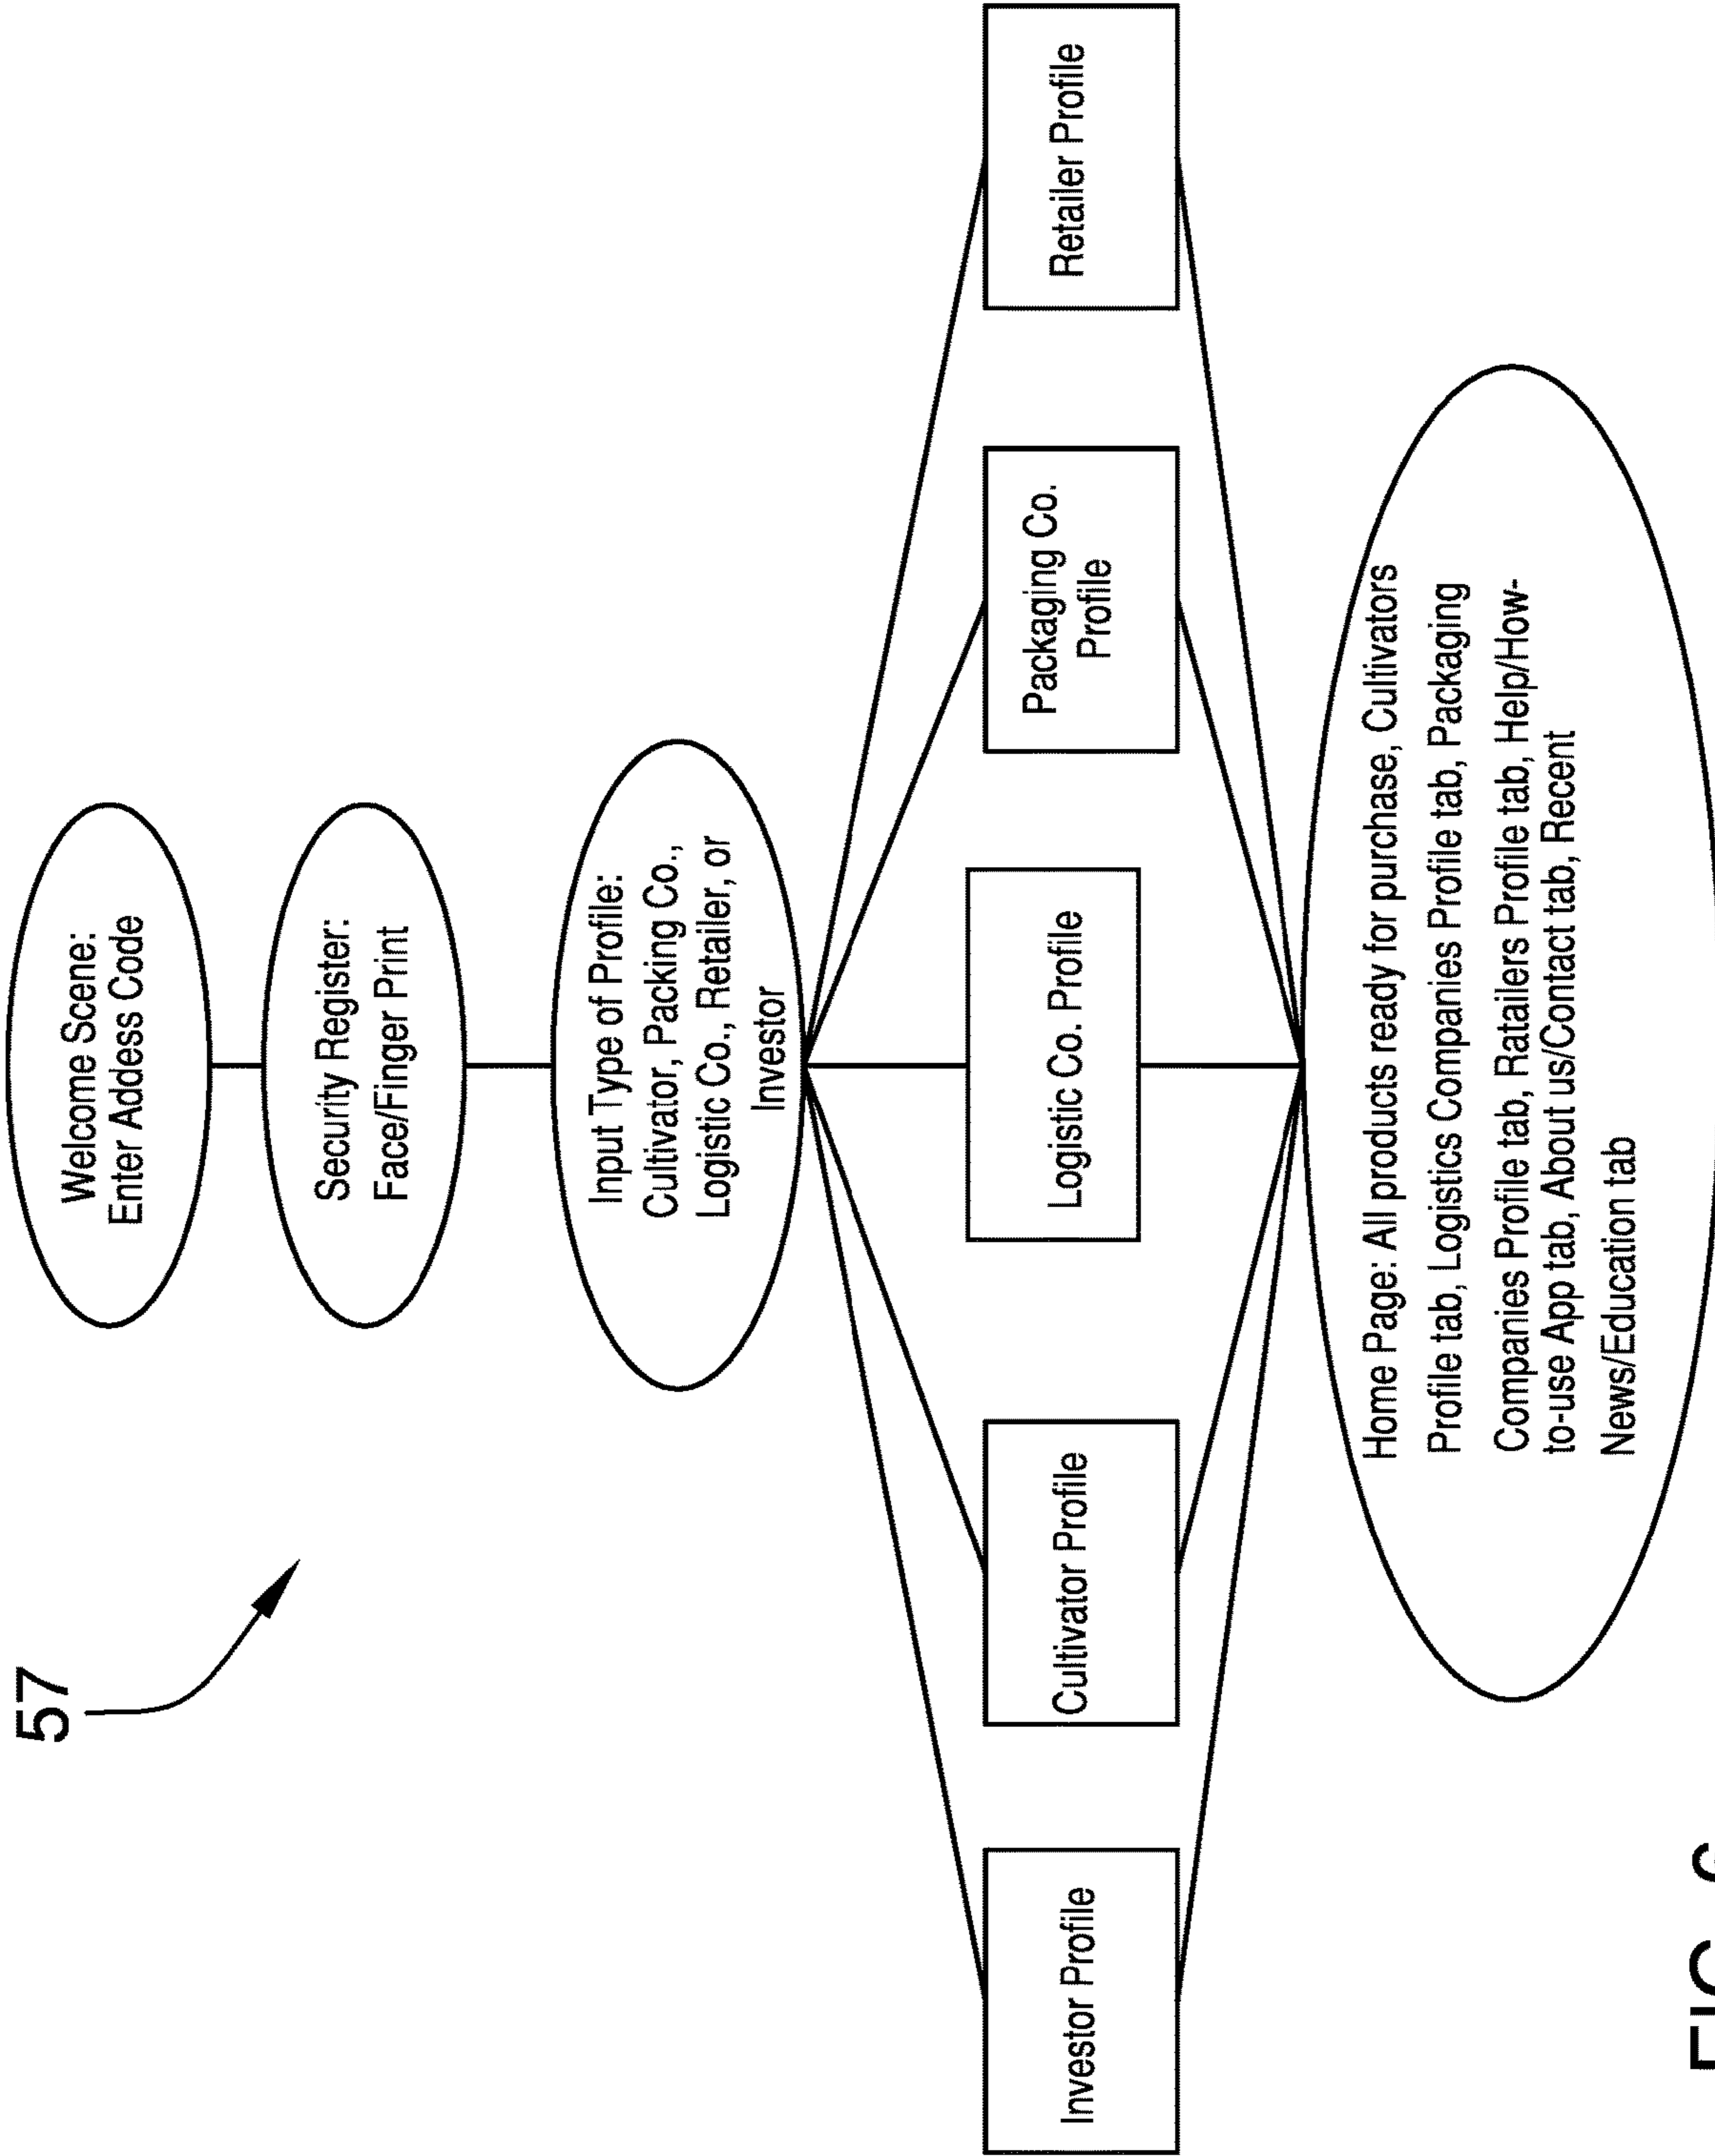 57
Welcome Scene:
Enter Addess Code
Security Register:
Face/Finger Print
Input Type of Profile:
Cultivator, Packing Co.,
Logistic Co., Retailer, or
Investor
Investor Profile
Cultivator Profile
Logistic Co. Profile
Packaging Co.
Profile
Retailer Profile
Home Page: All products ready for purchase, Cultivators
Profile tab, Logistics Companies Profile tab, Packaging
Companies Profile tab, Ratailers Profile tab, Help/How-
to-use App tab, About us/Contact tab, Recent
News/Education tab
FIG. 6